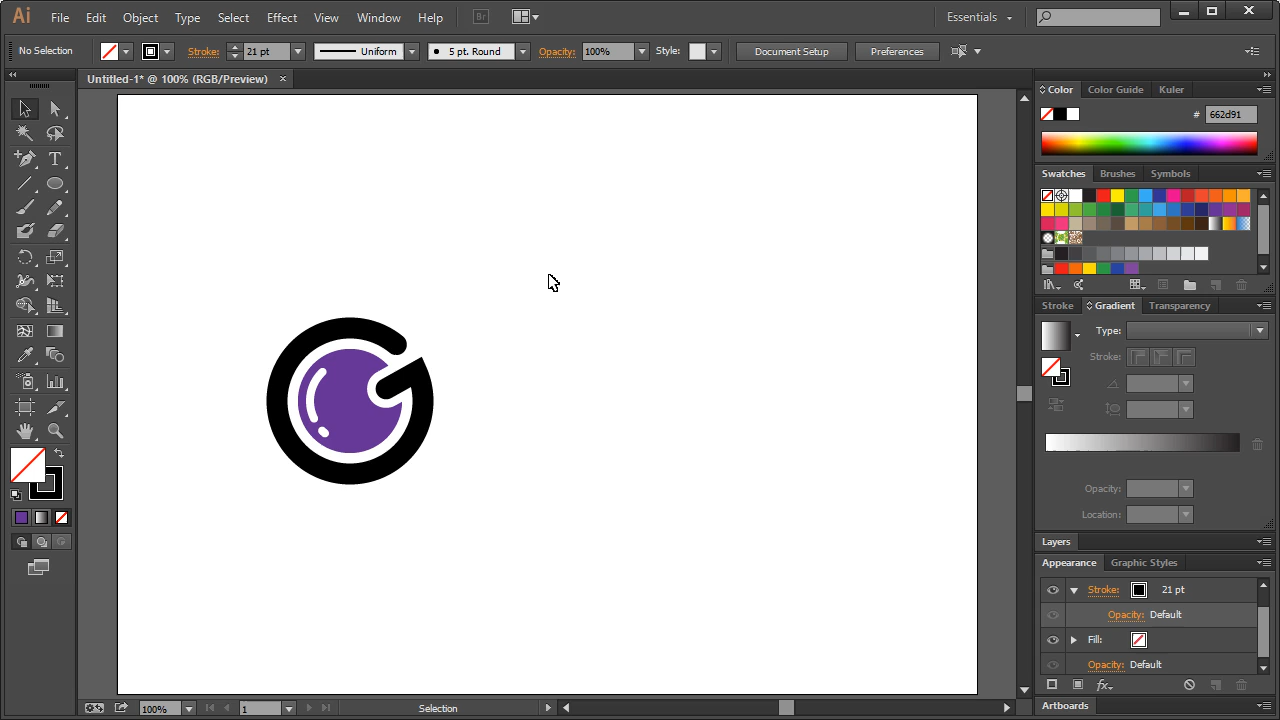 Ai File Edit Object Type Select Effect View Window Help Br Essentials
No Selection Stroke: 21 pt Uniform 5 pt. Round Opacity: 100% Style: Document Setup Preferences
Untitled-1* @ 100% (RGB/Preview)
Color Color Guide Kuler
# 662d91
Swatches Brushes Symbols
Stroke Gradient Transparency
Type:
Stroke:
Opacity:
Location:
Layers
Appearance Graphic Styles
Stroke: 21 pt
Opacity: Default
Fill:
Opacity: Default
fx
Artboards
100% 1 Selection